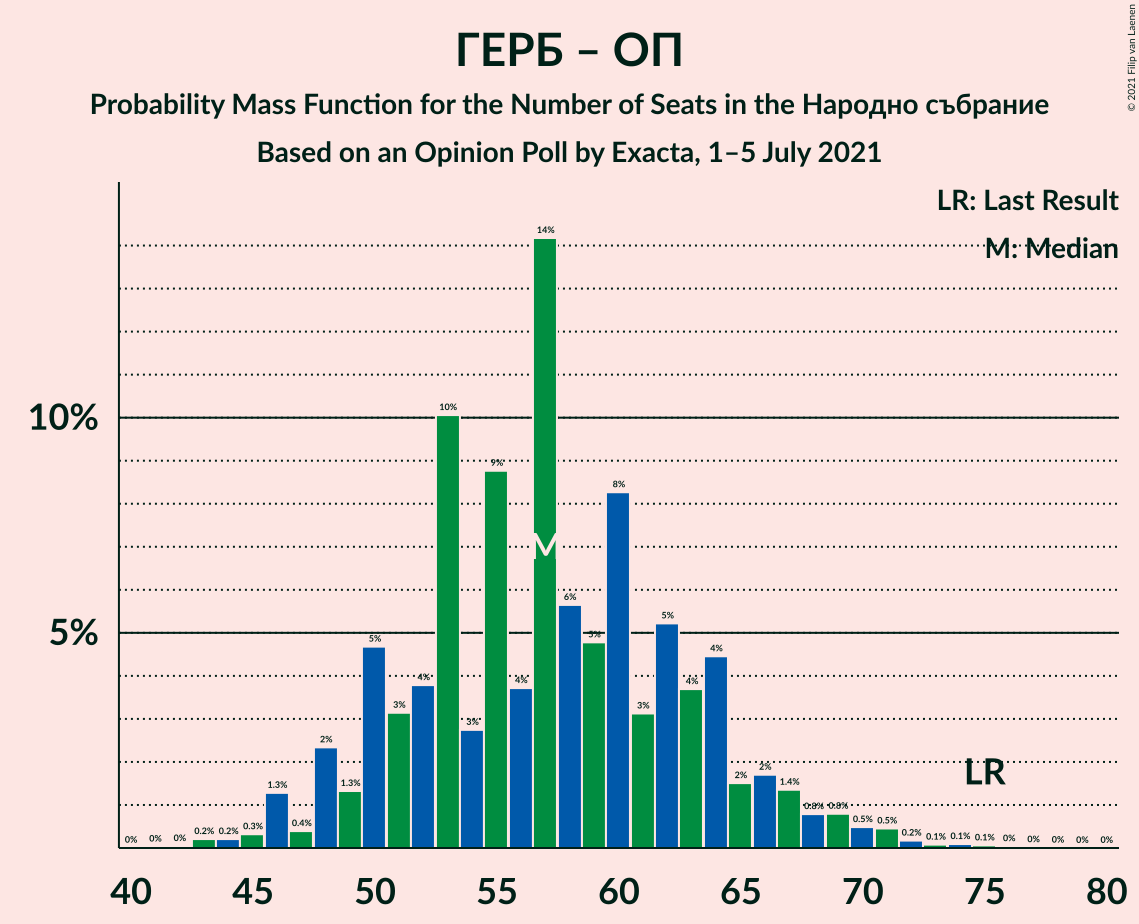 ГЕРБ – ОП
Probability Mass Function for the Number of Seats in the Народно събрание
Based on an Opinion Poll by Exacta, 1–5 July 2021
© 2021 Filip van Laenen
LR: Last Result
M: Median
14%
10%
10%
9%
8%
M
6%
5%
5%
5%
5%
4%
4%
4%
4%
3%
3%
3%
2%
2%
2%
LR
1.3%
1.3%
1.4%
0.8%
0.8%
0% 0% 0% 0.2% 0.2% 0.3% 0.4% 0.5% 0.5% 0.2% 0.1% 0.1% 0.1% 0% 0% 0% 0% 0%
40 45 50 55 60 65 70 75 80